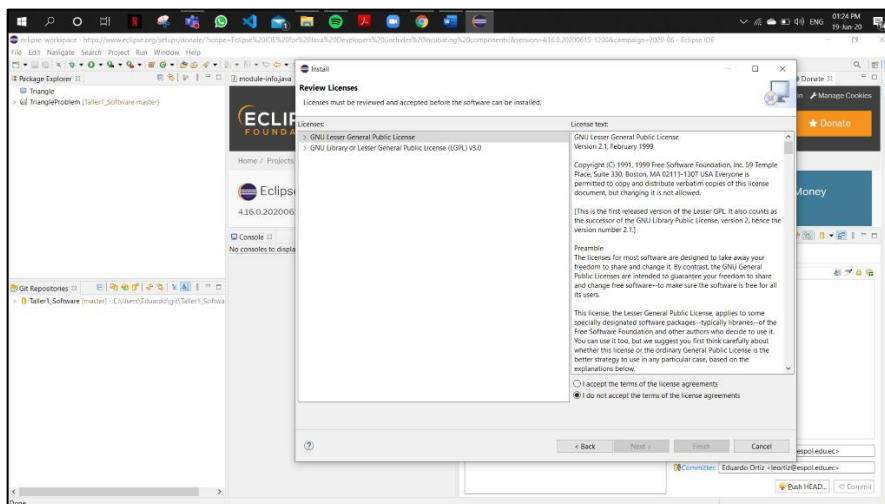 01:24 PM
ENG
19-Jun-20
eclipse-workspace - https://www.eclipse.org/setups/donate/?scope=Eclipse%20IDE%20for%20Java%20Developers%20(includes%20Incubating%20components)&version=4.16.0.20200615-1200&campaign=2020-06 - Eclipse IDE
File Edit Navigate Search Project Run Window Help
Package Explorer
module-info.java
Donate
Triangle
TriangleProblem [Taller1_Software master]
Manage Cookies
Donate
FOUNDA
Home / Projects
Eclips
Money
4.16.0.202006
Console
No consoles to displa
Git Repositories
Taller1_Software [master] - C:\Users\Eduardo\git\Taller1_Softwa
Install
Review Licenses
Licenses must be reviewed and accepted before the software can be installed.
Licenses:
GNU Lesser General Public License
GNU Library or Lesser General Public License (LGPL) v3.0
License text:
GNU Lesser General Public License
Version 2.1, February 1999
Copyright (C) 1991, 1999 Free Software Foundation, Inc. 59 Temple
Place, Suite 330, Boston, MA 02111-1307 USA Everyone is
permitted to copy and distribute verbatim copies of this license
document, but changing it is not allowed.
[This is the first released version of the Lesser GPL. It also counts as
the successor of the GNU Library Public License, version 2, hence the
version number 2.1.]
Preamble
The licenses for most software are designed to take away your
freedom to share and change it. By contrast, the GNU General
Public Licenses are intended to guarantee your freedom to share
and change free software--to make sure the software is free for all
its users.
This license, the Lesser General Public License, applies to some
specially designated software packages--typically libraries--of the
Free Software Foundation and other authors who decide to use it.
You can use it too, but we suggest you first think carefully about
whether this license or the ordinary General Public License is the
better strategy to use in any particular case, based on the
explanations below.
I accept the terms of the license agreements
I do not accept the terms of the license agreements
< Back
Next >
Finish
Cancel
espol.edu.ec>
Committer: Eduardo Ortiz <leortiz@espol.edu.ec>
Push HEAD...
Commit
Done